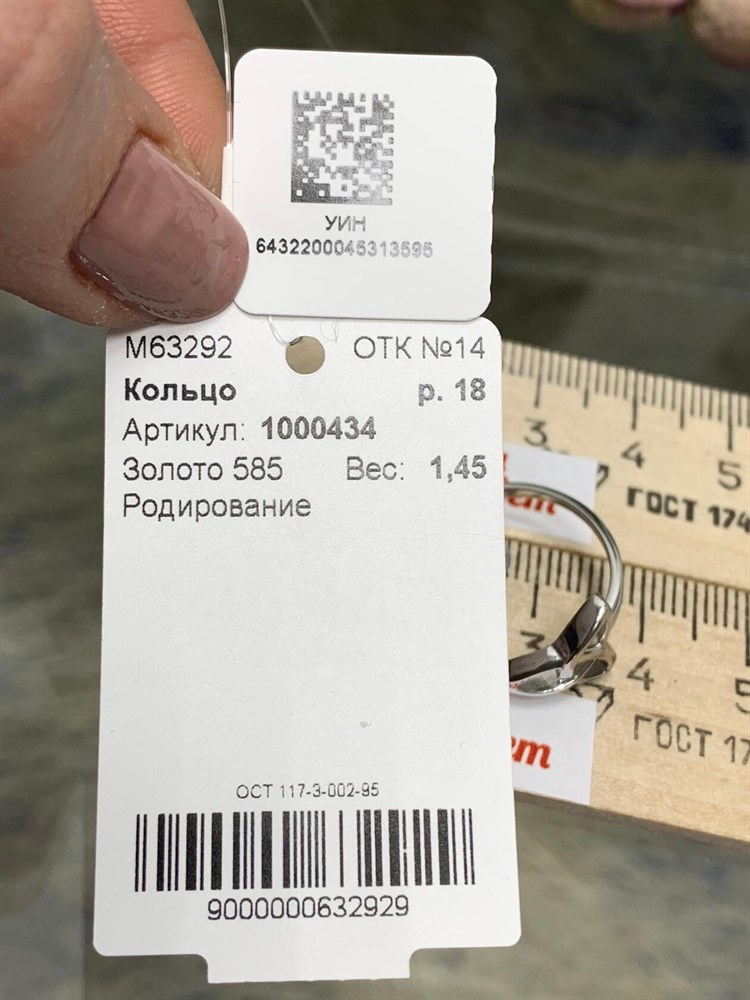 УИН
6432200045313595
М63292 ОТК №14
Кольцо р. 18
Артикул: 1000434
Золото 585 Вес: 1,45
Родирование
ОСТ 117-3-002-95
9000000632929
3 4 5
ГОСТ 174
3 4 5
ГОСТ 17